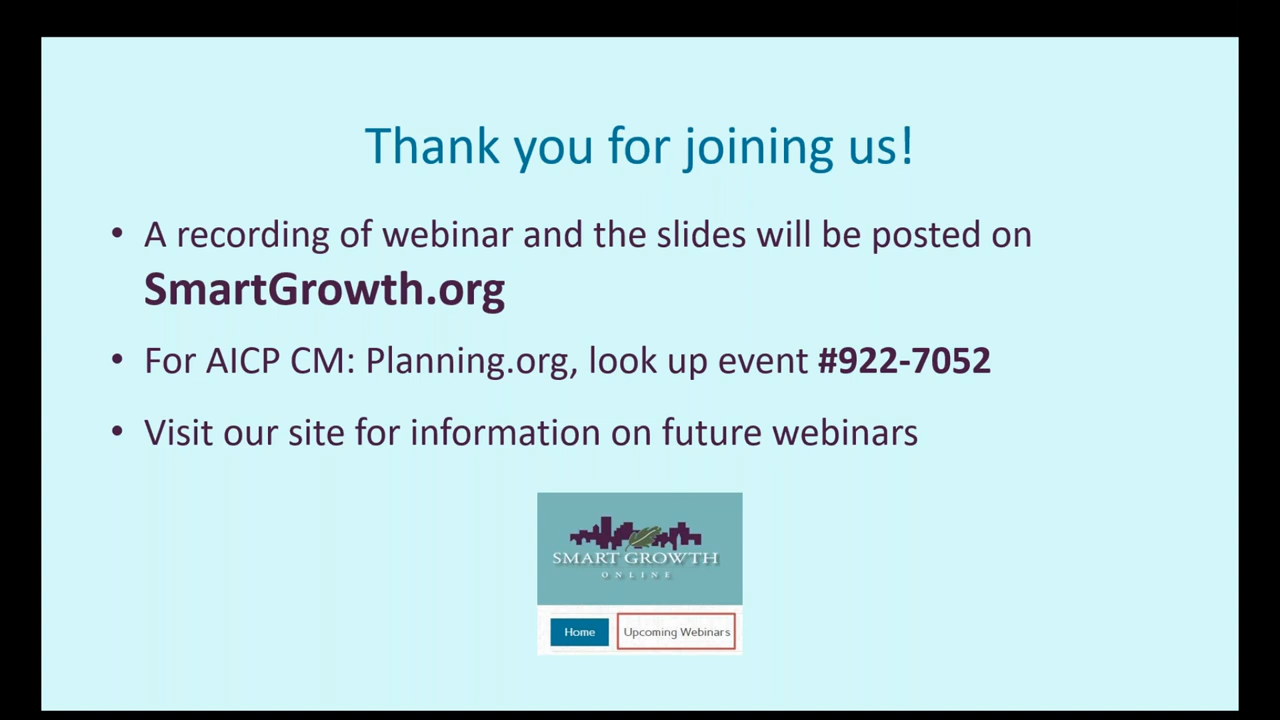 Thank you for joining us!
• A recording of webinar and the slides will be posted on
SmartGrowth.org
• For AICP CM: Planning.org, look up event #922-7052
• Visit our site for information on future webinars
SMART GROWTH
ONLINE
Home Upcoming Webinars